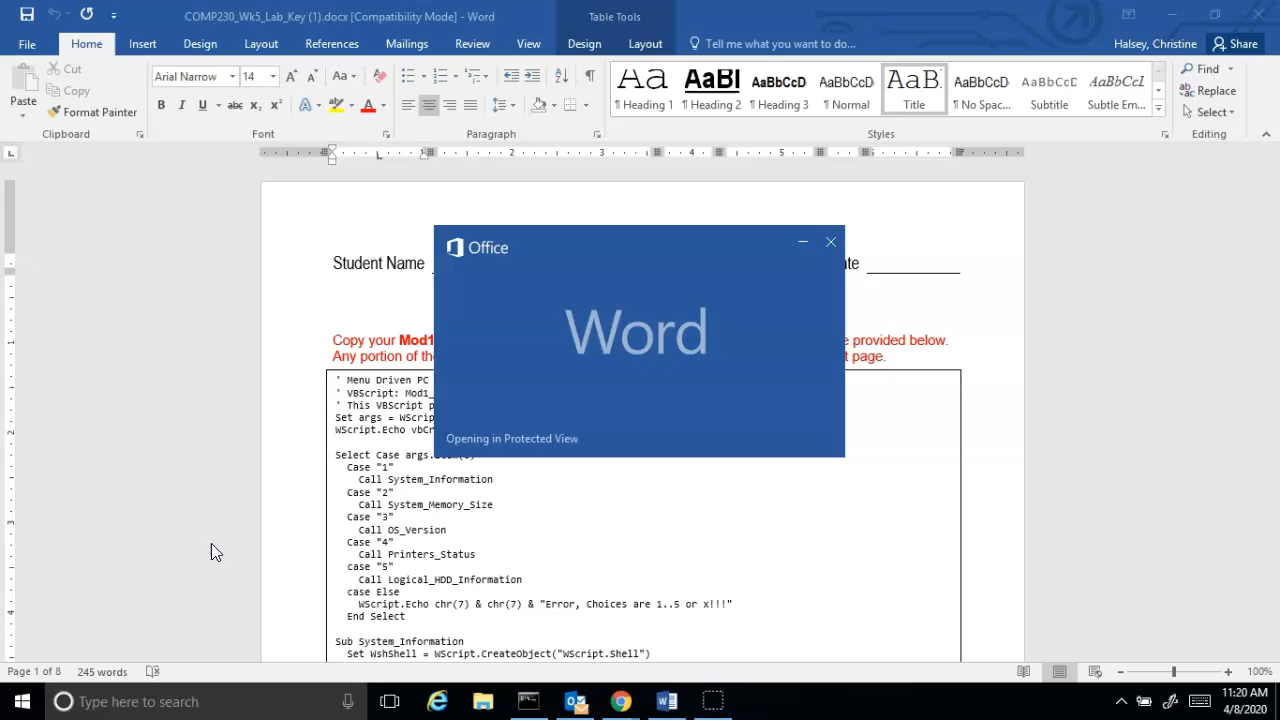 COMP230_Wk5_Lab_Key (1).docx [Compatibility Mode] - Word
Table Tools
File Home Insert Design Layout References Mailings Review View Design Layout Tell me what you want to do... Halsey, Christine Share
Cut
Copy
Format Painter
Paste
Clipboard
Arial Narrow 14
Font
Paragraph
Aa AaBl AaBbCcD AaBbCcD AaB. AaBbCcD AaBbCcD AaBbCcI
¶ Heading 1 ¶ Heading 2 ¶ Heading 3 ¶ Normal Title ¶ No Spac... Subtitle Subtle Em...
Styles
Find
Replace
Select
Editing
2 3 4 5
Student Name
Office
Word
Opening in Protected View
Copy your Mod1 provided below.
Any portion of th page.
' Menu Driven PC
' VBScript: Mod1_
' This VBScript p
Set args = WScrip
WScript.Echo vbCr
Select Case args.
Case "1"
Call System_Information
Case "2"
Call System_Memory_Size
Case "3"
Call OS_Version
Case "4"
Call Printers_Status
case "5"
Call Logical_HDD_Information
case Else
WScript.Echo chr(7) & chr(7) & "Error, Choices are 1..5 or x!!!"
End Select
Sub System_Information
Set WshShell = WScript.CreateObject("WScript.Shell")
Page 1 of 8 245 words 100%
Type here to search
11:20 AM
4/8/2020